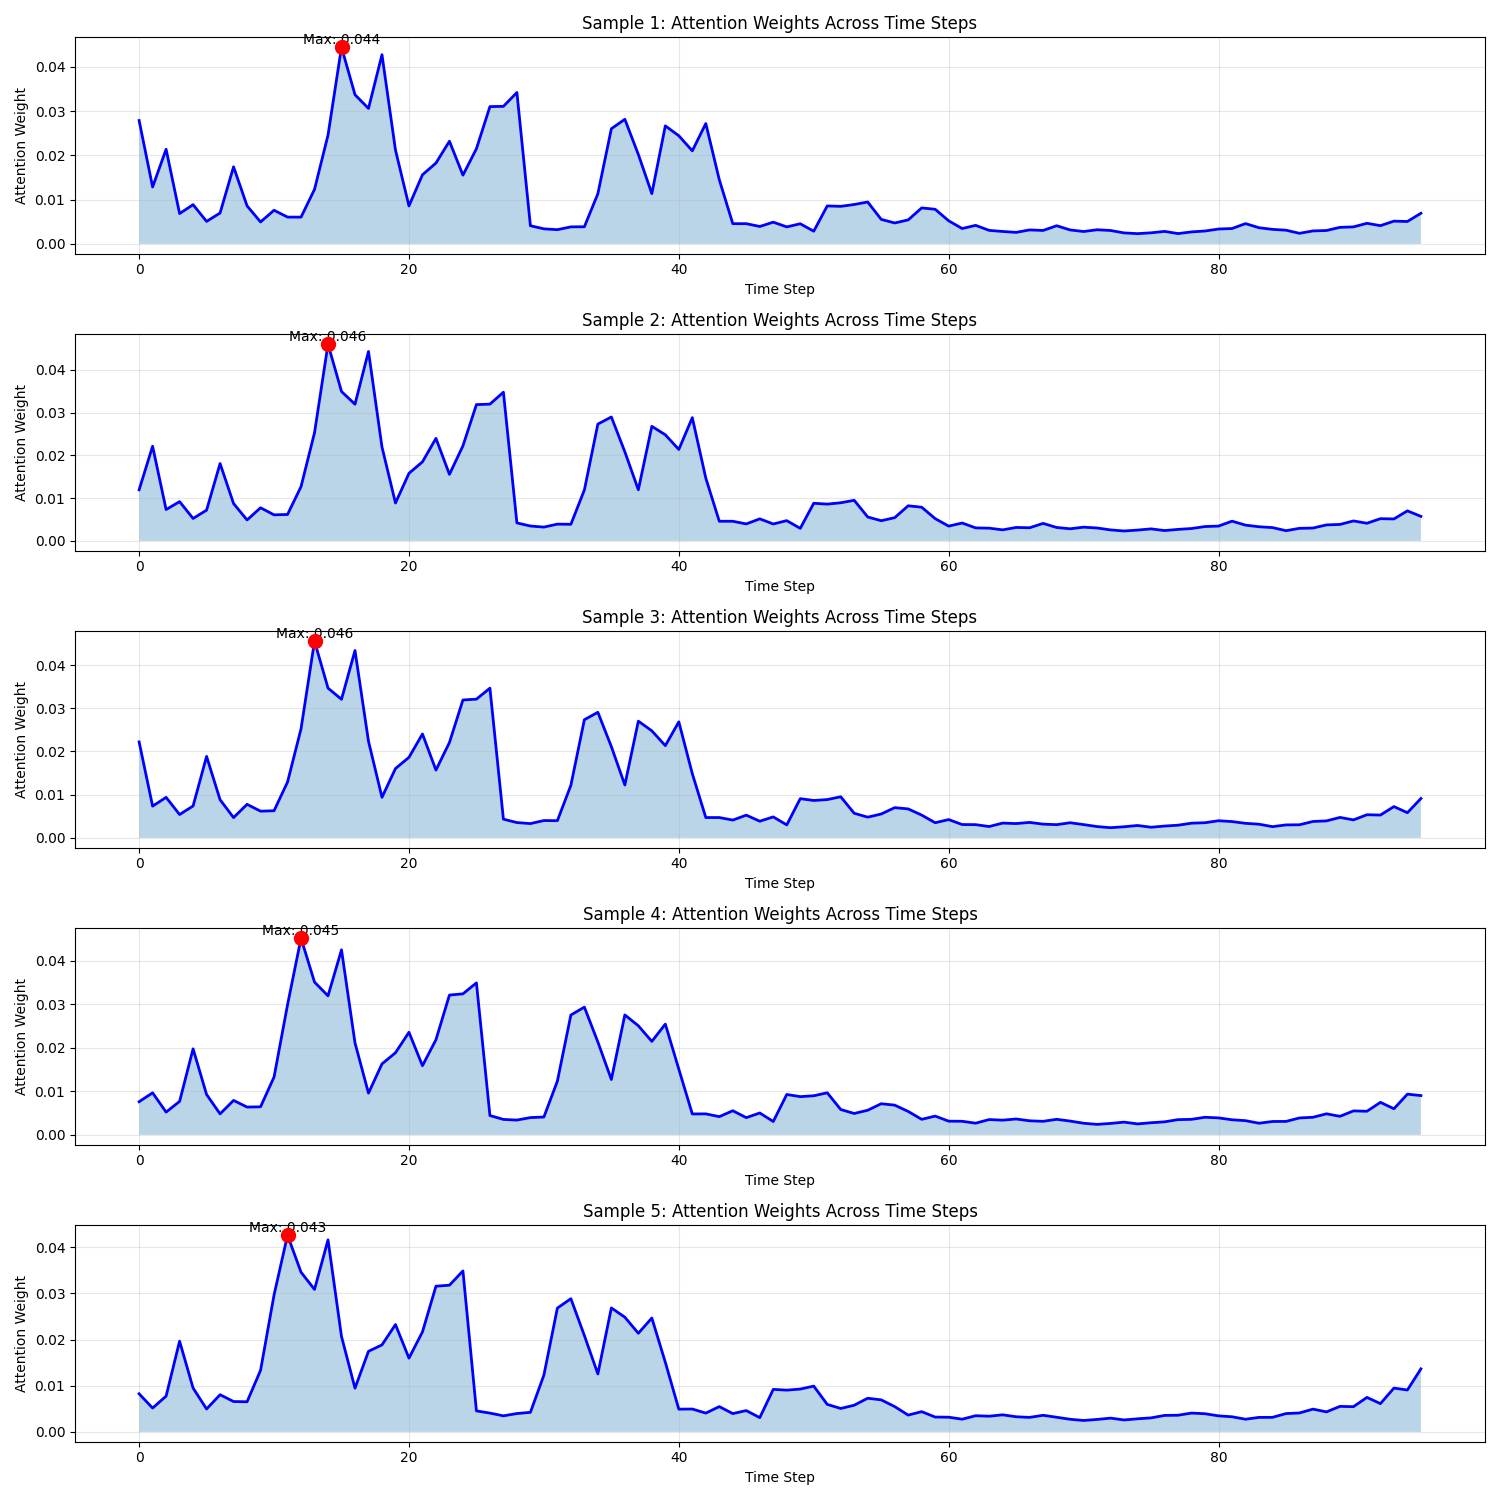 Sample 1: Attention Weights Across Time Steps
Max: 0.044
0.04
0.03
0.02
0.01
0.00
Attention Weight
0 20 40 60 80
Time Step
Sample 2: Attention Weights Across Time Steps
Max: 0.046
0.04
0.03
0.02
0.01
0.00
Attention Weight
0 20 40 60 80
Time Step
Sample 3: Attention Weights Across Time Steps
Max: 0.046
0.04
0.03
0.02
0.01
0.00
Attention Weight
0 20 40 60 80
Time Step
Sample 4: Attention Weights Across Time Steps
Max: 0.045
0.04
0.03
0.02
0.01
0.00
Attention Weight
0 20 40 60 80
Time Step
Sample 5: Attention Weights Across Time Steps
Max: 0.043
0.04
0.03
0.02
0.01
0.00
Attention Weight
0 20 40 60 80
Time Step